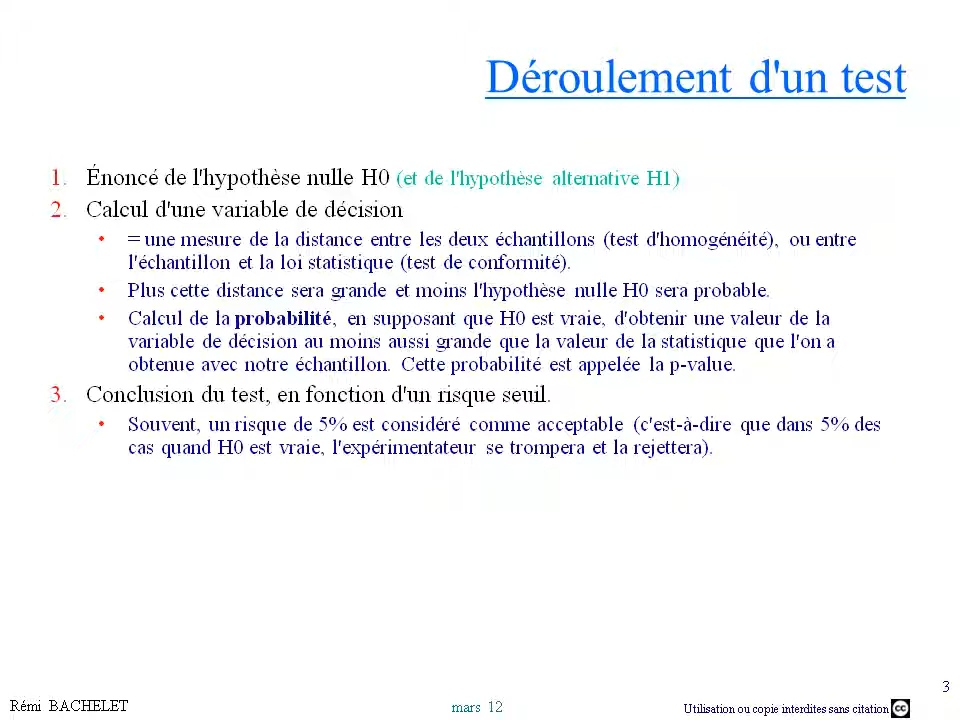 Déroulement d'un test
1. Énoncé de l'hypothèse nulle H0 (et de l'hypothèse alternative H1)
2. Calcul d'une variable de décision
• = une mesure de la distance entre les deux échantillons (test d'homogénéité), ou entre
l'échantillon et la loi statistique (test de conformité).
• Plus cette distance sera grande et moins l'hypothèse nulle H0 sera probable.
• Calcul de la probabilité, en supposant que H0 est vraie, d'obtenir une valeur de la
variable de décision au moins aussi grande que la valeur de la statistique que l'on a
obtenue avec notre échantillon. Cette probabilité est appelée la p-value.
3. Conclusion du test, en fonction d'un risque seuil.
• Souvent, un risque de 5% est considéré comme acceptable (c'est-à-dire que dans 5% des
cas quand H0 est vraie, l'expérimentateur se trompera et la rejettera).
3
Rémi BACHELET
mars 12
Utilisation ou copie interdites sans citation cc